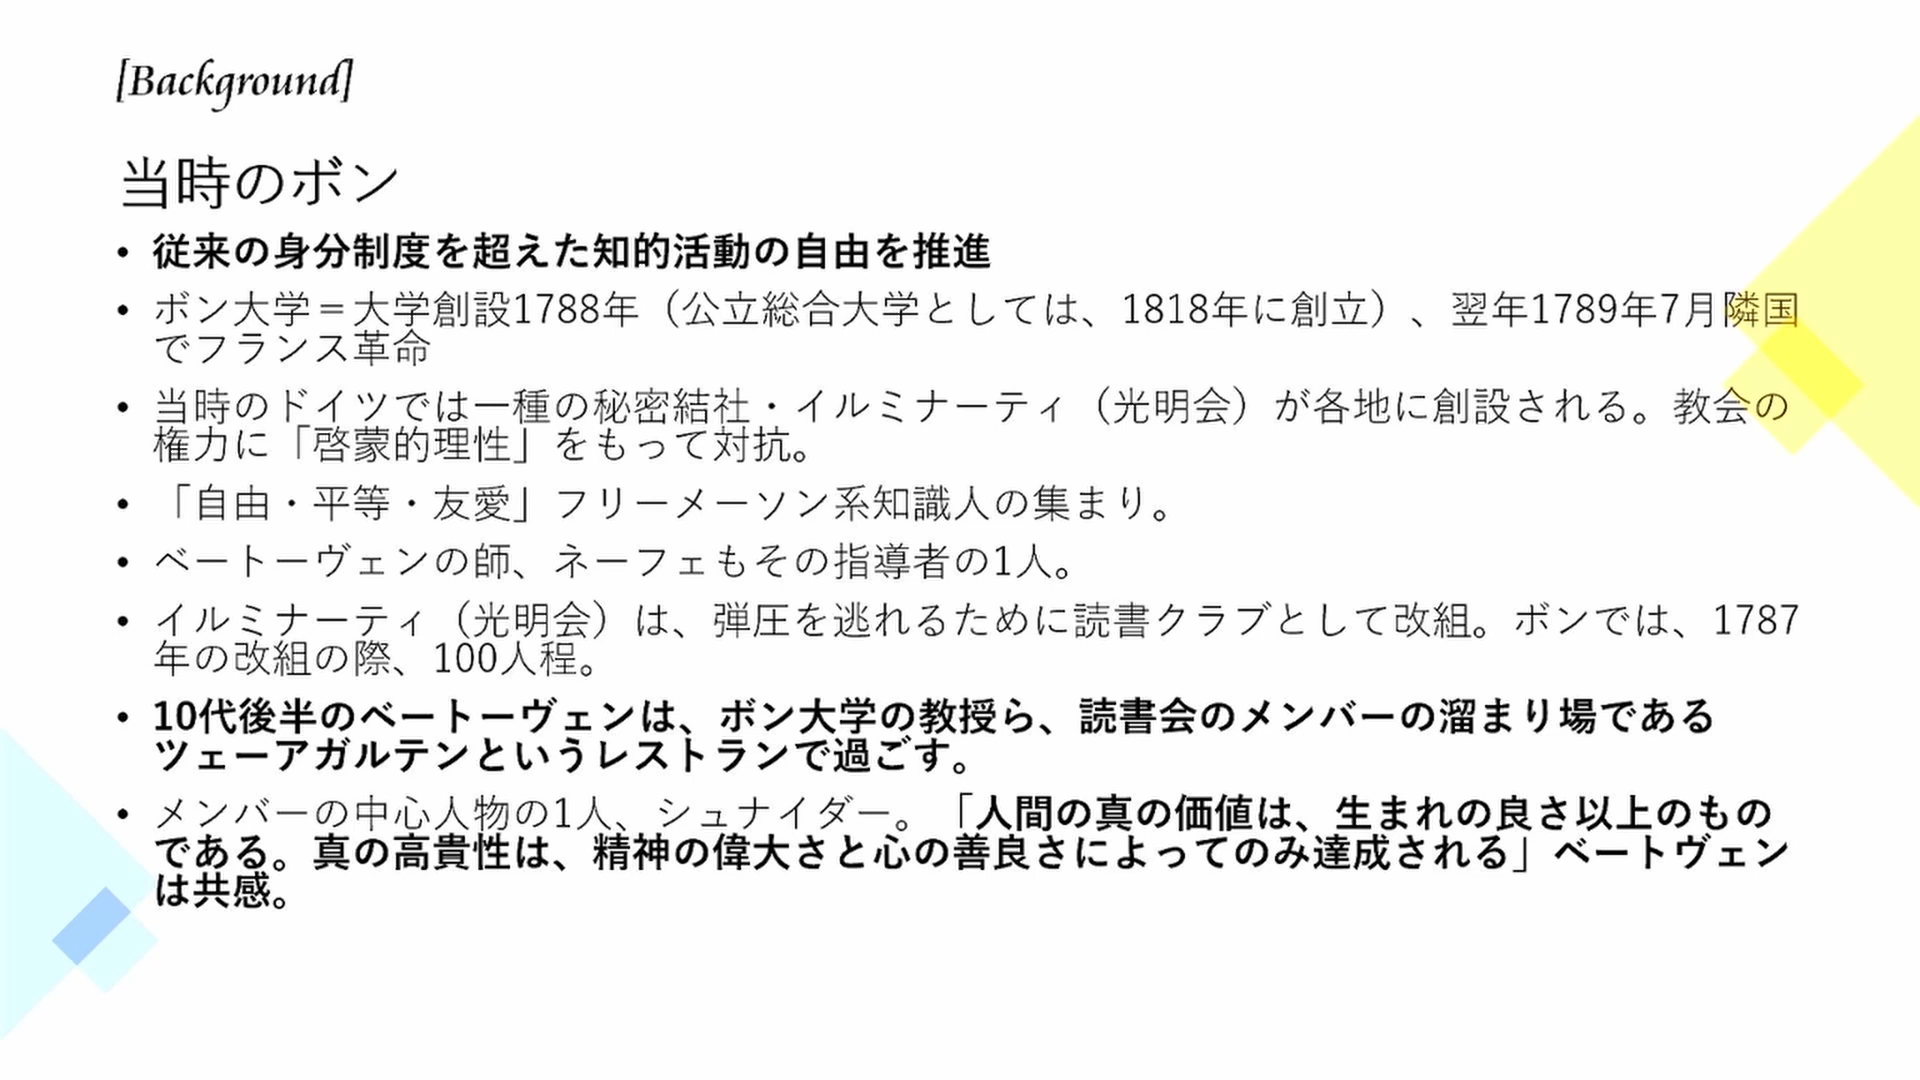 [Background]
当時のボン
• 従来の身分制度を超えた知的活動の自由を推進
• ボン大学＝大学創設1788年（公立総合大学としては、1818年に創立）、翌年1789年7月隣国
でフランス革命
• 当時のドイツでは一種の秘密結社・イルミナーティ（光明会）が各地に創設される。教会の
権力に「啓蒙的理性」をもって対抗。
• 「自由・平等・友愛」フリーメーソン系知識人の集まり。
• ベートーヴェンの師、ネーフェもその指導者の1人。
• イルミナーティ（光明会）は、弾圧を逃れるために読書クラブとして改組。ボンでは、1787
年の改組の際、100人程。
• 10代後半のベートーヴェンは、ボン大学の教授ら、読書会のメンバーの溜まり場である
ツェーアガルテンというレストランで過ごす。
• メンバーの中心人物の1人、シュナイダー。「人間の真の価値は、生まれの良さ以上のもの
である。真の高貴性は、精神の偉大さと心の善良さによってのみ達成される」ベートヴェン
は共感。